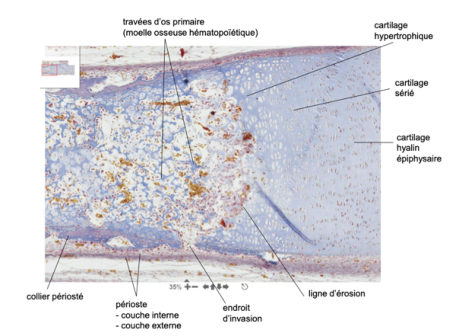 travées d'os primaire
(moelle osseuse hématopoïétique)
cartilage
hypertrophique
cartilage
sérié
cartilage
hyalin
épiphysaire
35%
collier périosté
périoste
- couche interne
- couche externe
endroit
d'invasion
ligne d'érosion